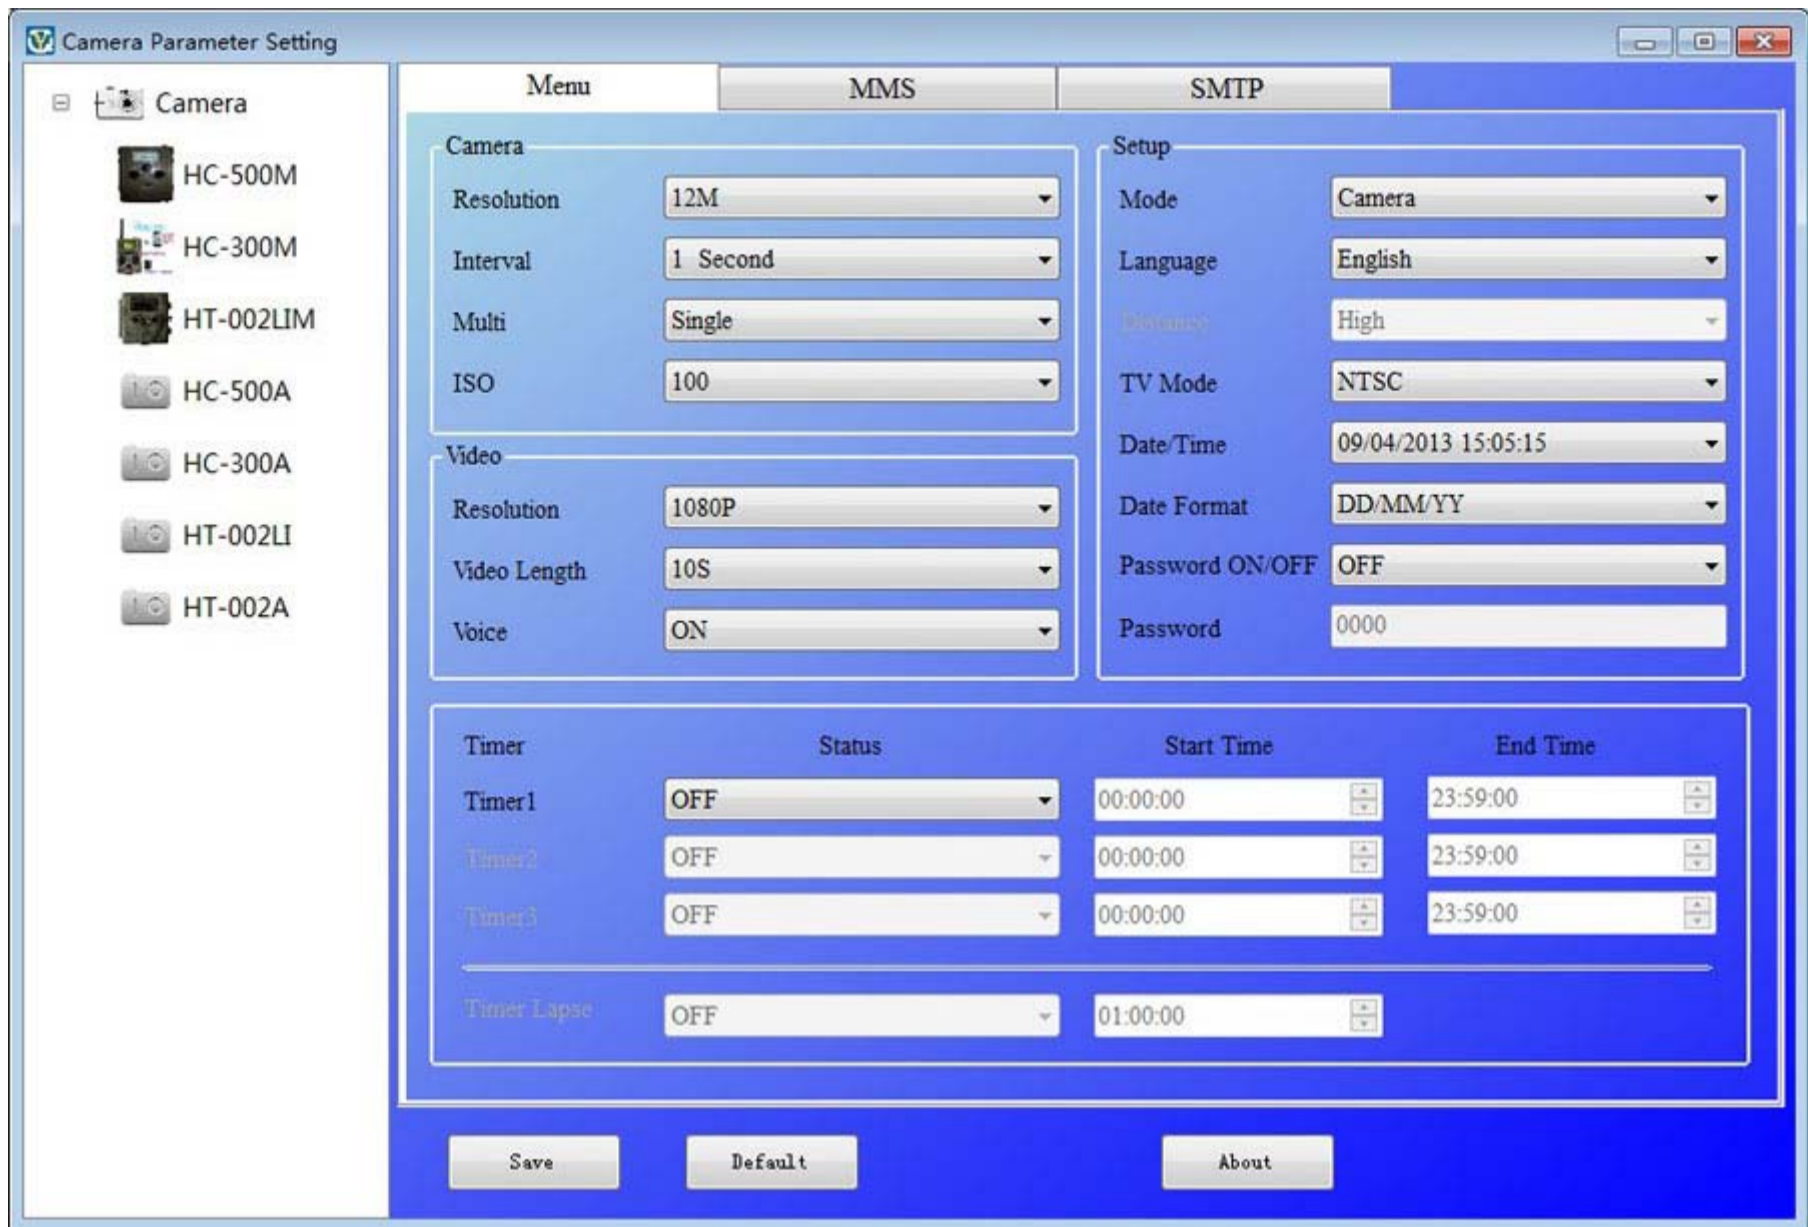 Camera Parameter Setting
Camera
HC-500M
HC-300M
HT-002LIM
HC-500A
HC-300A
HT-002LI
HT-002A
Menu MMS SMTP
Camera
Resolution 12M
Interval 1 Second
Multi Single
ISO 100
Video
Resolution 1080P
Video Length 10S
Voice ON
Setup
Mode Camera
Language English
Distance High
TV Mode NTSC
Date/Time 09/04/2013 15:05:15
Date Format DD/MM/YY
Password ON/OFF OFF
Password 0000
Timer Status Start Time End Time
Timer1 OFF 00:00:00 23:59:00
Timer2 OFF 00:00:00 23:59:00
Timer3 OFF 00:00:00 23:59:00
Timer Lapse OFF 01:00:00
Save Default About